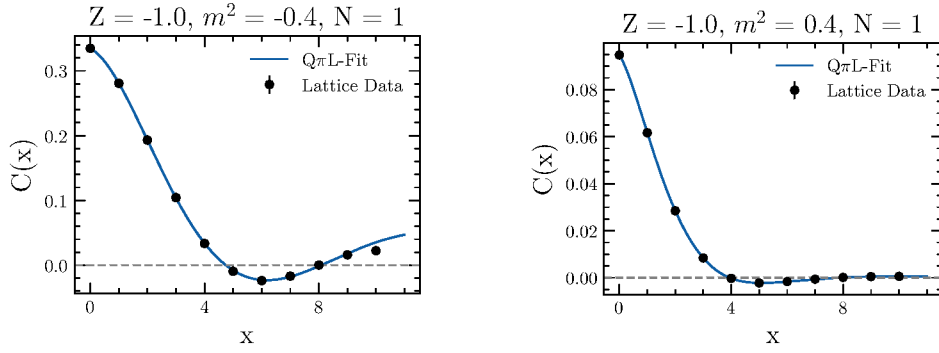 Z = -1.0, m² = -0.4, N = 1
C(x)
0.3
0.2
0.1
0.0
QπL-Fit
Lattice Data
0
4
8
x
Z = -1.0, m² = 0.4, N = 1
C(x)
0.08
0.06
0.04
0.02
0.00
QπL-Fit
Lattice Data
0
4
8
x